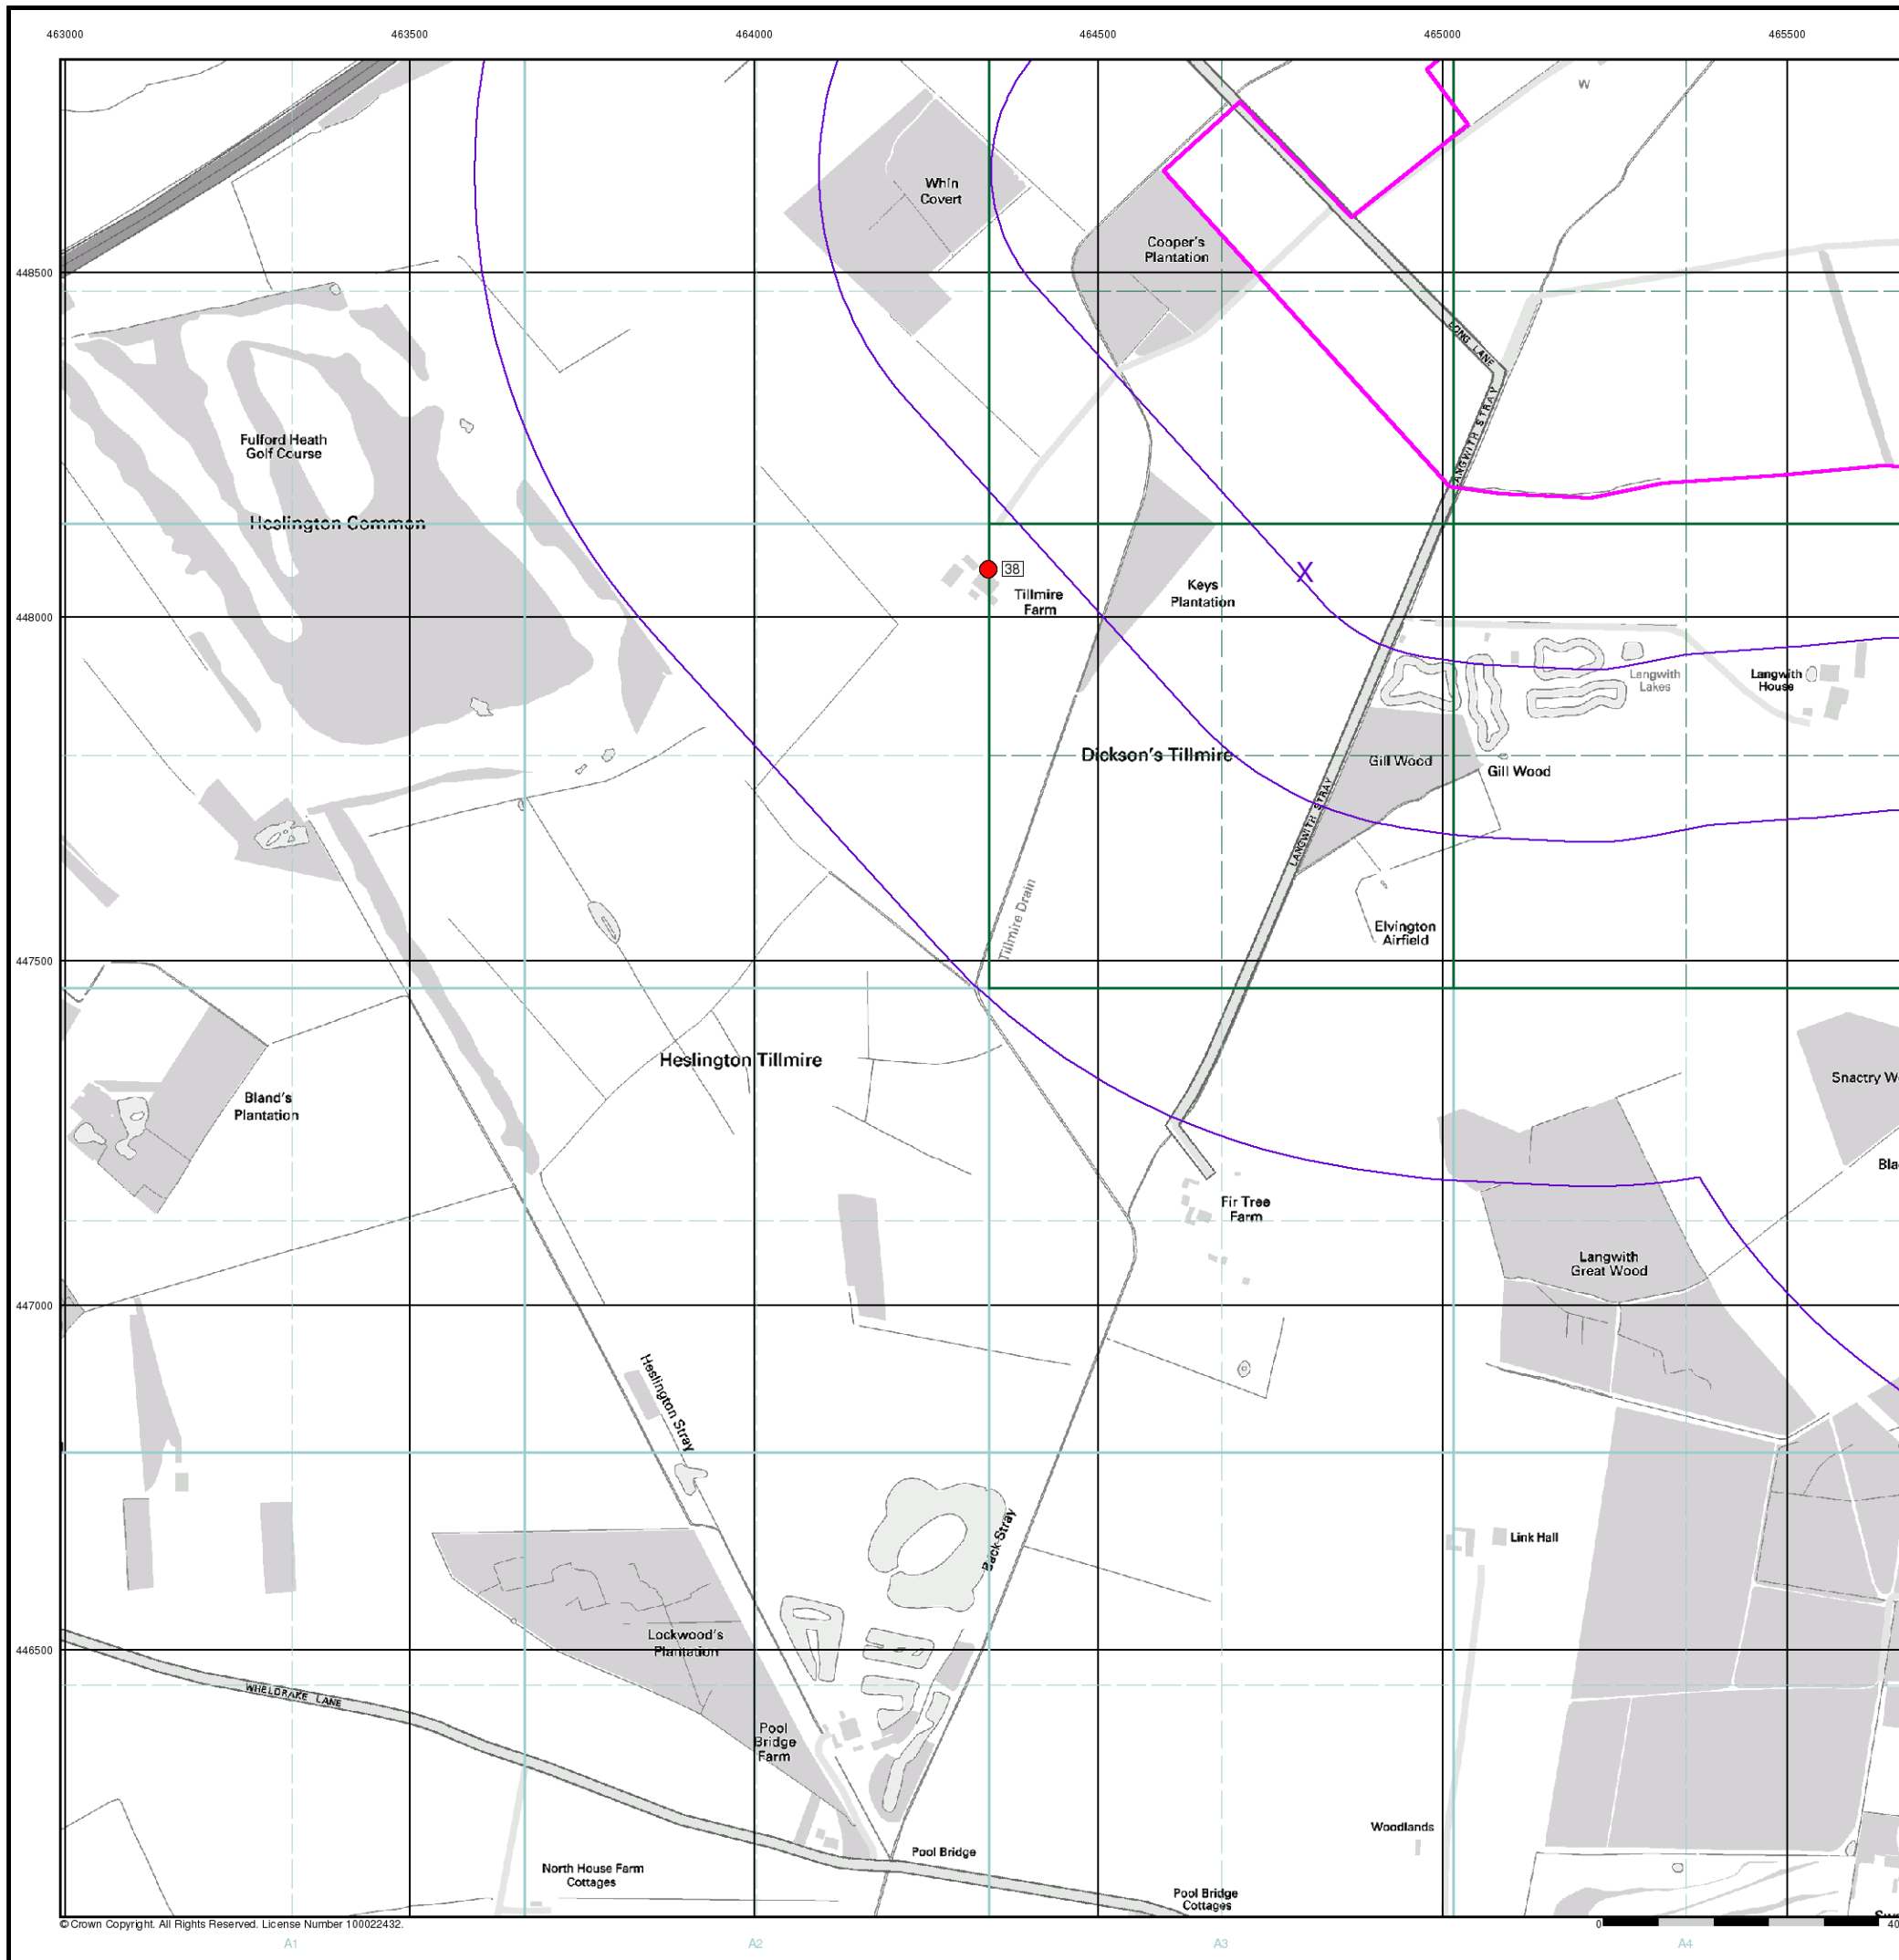 463000
463500
464000
464500
465000
465500
W
Whin
Covert
Cooper's
Plantation
448500
LONG LANE
LANGWITH STRAY
Fulford Heath
Golf Course
Heslington Common
38
Tillmire
Farm
X
Keys
Plantation
448000
Langwith
Lakes
Langwith
House
Dickson's Tillmire
Gill Wood
Gill Wood
LANGWITH STRAY
Tillmire Drain
Elvington
Airfield
447500
Heslington Tillmire
Snactry W
Bland's
Plantation
Bla
Fir Tree
Farm
Langwith
Great Wood
447000
Heslington Stray
Back Stray
Link Hall
Lockwood's
Plantation
446500
WHELDRAKE LANE
Pool
Bridge
Farm
Woodlands
Pool Bridge
North House Farm
Cottages
Pool Bridge
Cottages
© Crown Copyright. All Rights Reserved. License Number 100022432.
0
40
A1
A2
A3
A4